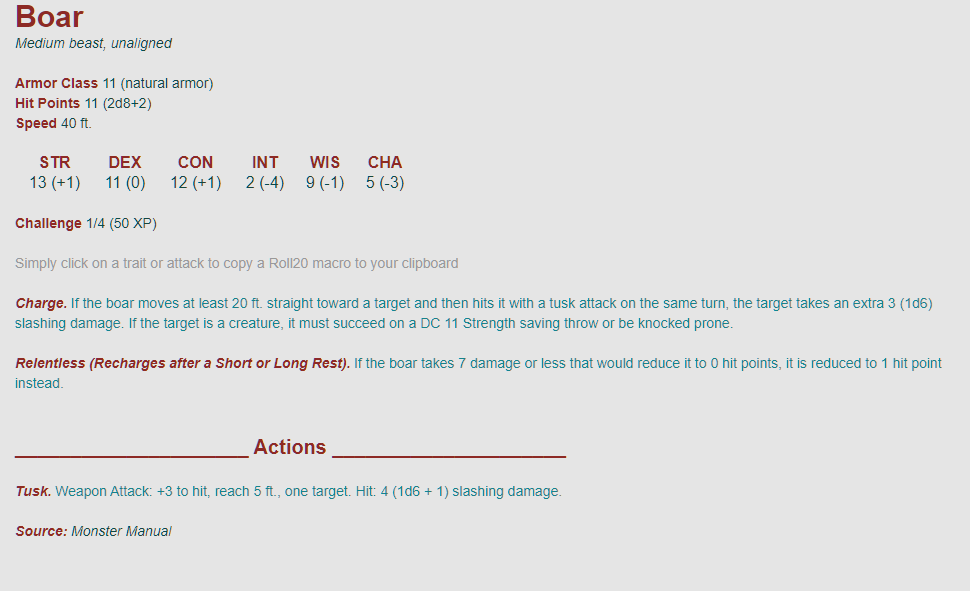 Boar
Medium beast, unaligned
Armor Class 11 (natural armor)
Hit Points 11 (2d8+2)
Speed 40 ft.
STR DEX CON INT WIS CHA
13 (+1) 11 (0) 12 (+1) 2 (-4) 9 (-1) 5 (-3)
Challenge 1/4 (50 XP)
Simply click on a trait or attack to copy a Roll20 macro to your clipboard
Charge. If the boar moves at least 20 ft. straight toward a target and then hits it with a tusk attack on the same turn, the target takes an extra 3 (1d6)
slashing damage. If the target is a creature, it must succeed on a DC 11 Strength saving throw or be knocked prone.
Relentless (Recharges after a Short or Long Rest). If the boar takes 7 damage or less that would reduce it to 0 hit points, it is reduced to 1 hit point
instead.
Actions
Tusk. Weapon Attack: +3 to hit, reach 5 ft., one target. Hit: 4 (1d6 + 1) slashing damage.
Source: Monster Manual